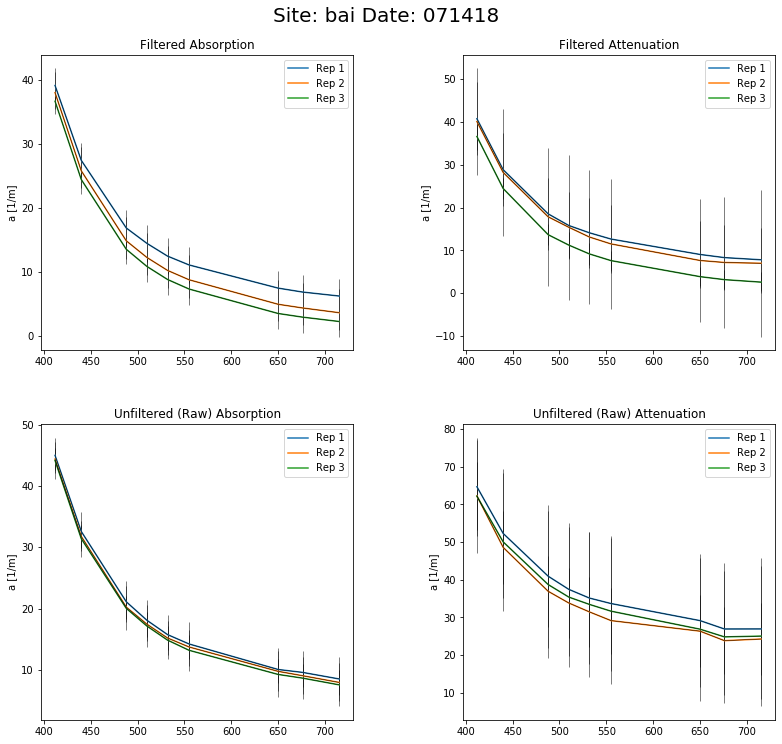 Site: bai Date: 071418
Filtered Absorption
a [1/m]
40
30
20
10
0
400 450 500 550 600 650 700
Rep 1
Rep 2
Rep 3
Filtered Attenuation
a [1/m]
50
40
30
20
10
0
−10
400 450 500 550 600 650 700
Rep 1
Rep 2
Rep 3
Unfiltered (Raw) Absorption
a [1/m]
50
40
30
20
10
400 450 500 550 600 650 700
Rep 1
Rep 2
Rep 3
Unfiltered (Raw) Attenuation
a [1/m]
80
70
60
50
40
30
20
10
400 450 500 550 600 650 700
Rep 1
Rep 2
Rep 3